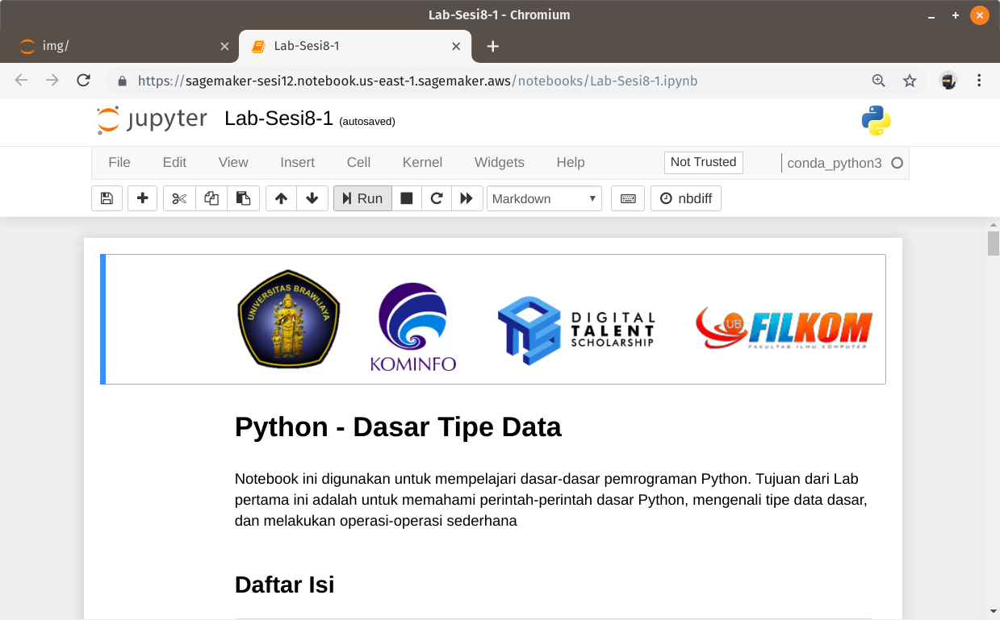 Lab-Sesi8-1 - Chromium
img/
Lab-Sesi8-1
https://sagemaker-sesi12.notebook.us-east-1.sagemaker.aws/notebooks/Lab-Sesi8-1.ipynb
jupyter Lab-Sesi8-1 (autosaved)
File Edit View Insert Cell Kernel Widgets Help Not Trusted conda_python3
Run Markdown nbdiff
UNIVERSITAS BRAWIJAYA
KOMINFO
DIGITAL
TALENT
SCHOLARSHIP
UB FILKOM
FAKULTAS ILMU KOMPUTER
Python - Dasar Tipe Data
Notebook ini digunakan untuk mempelajari dasar-dasar pemrograman Python. Tujuan dari Lab
pertama ini adalah untuk memahami perintah-perintah dasar Python, mengenali tipe data dasar,
dan melakukan operasi-operasi sederhana
Daftar Isi